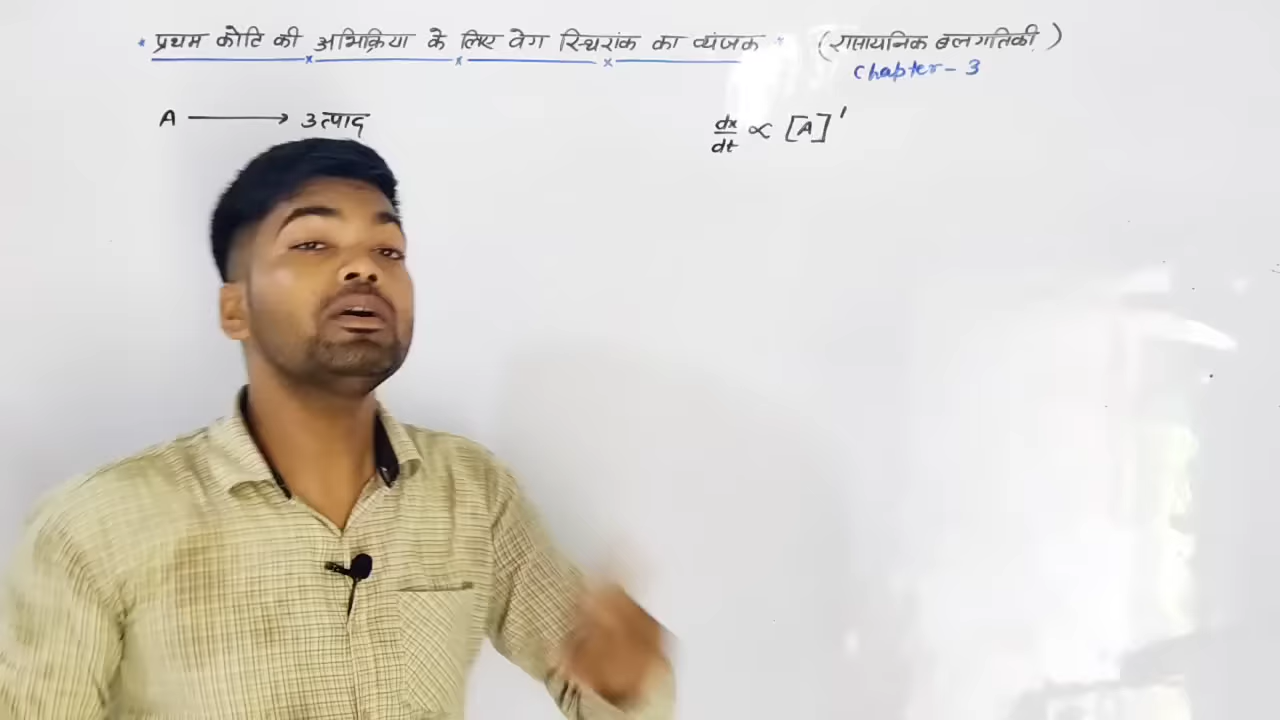 * प्रथम कोटि की अभिक्रिया के लिए वेग स्थिरांक का व्यंजक * (रासायनिक बलगतिकी)
Chapter-3
A ⟶ उत्पाद
dx/dt ∝ [A]¹